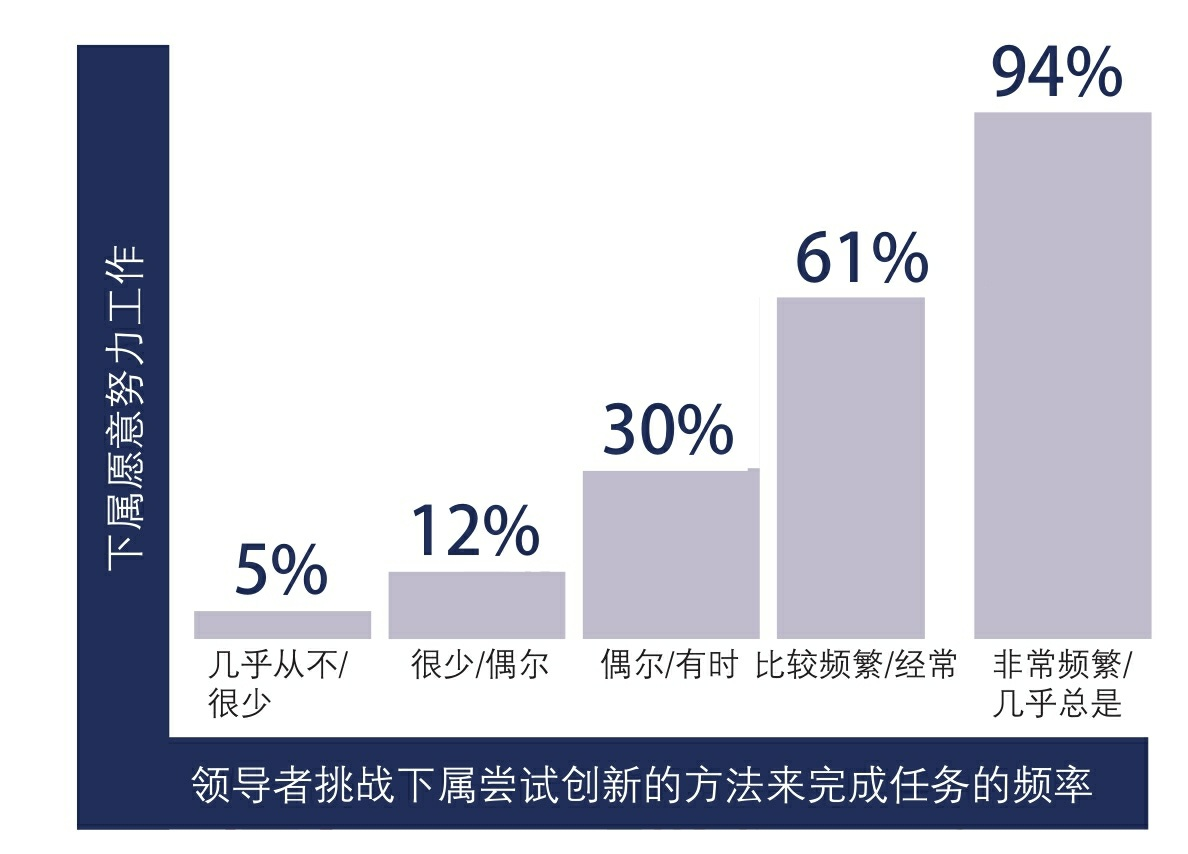 94%
61%
30%
12%
5%
下属愿意努力工作
几乎从不/
很少
很少/偶尔
偶尔/有时
比较频繁/经常
非常频繁/
几乎总是
领导者挑战下属尝试创新的方法来完成任务的频率